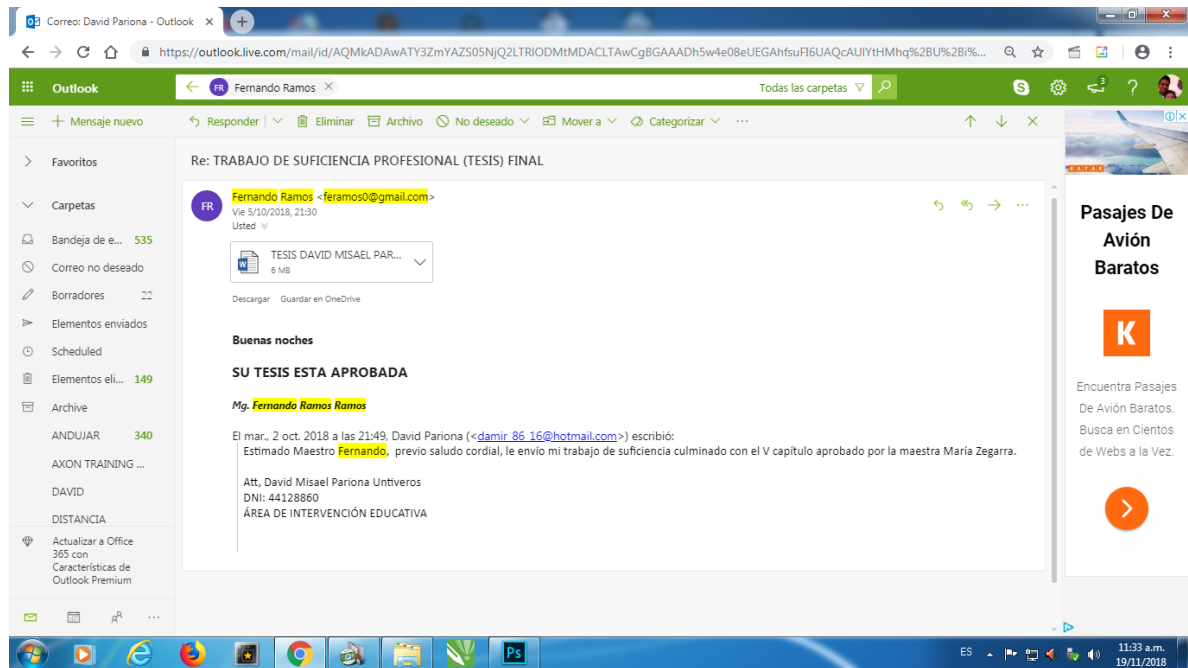 Correo: David Pariona - Outlook
https://outlook.live.com/mail/id/AQMkADAwATY3ZmYAZS05NjQ2LTRIODMtMDACLTAwCgBGAAADh5w4e08eUEGAhfsuFI6UAQcAUIYtHMhq%2BU%2Bi%...
Outlook
FR Fernando Ramos
Todas las carpetas
S
3
?
Mensaje nuevo
Responder Eliminar Archivo No deseado Mover a Categorizar ...
Favoritos
Carpetas
Bandeja de e... 535
Correo no deseado
Borradores 22
Elementos enviados
Scheduled
Elementos eli... 149
Archive
ANDUJAR 340
AXON TRAINING ...
DAVID
DISTANCIA
Actualizar a Office
365 con
Características de
Outlook Premium
Re: TRABAJO DE SUFICIENCIA PROFESIONAL (TESIS) FINAL
FR
Fernando Ramos <feramos0@gmail.com>
Vie 5/10/2018, 21:30
Usted
TESIS DAVID MISAEL PAR...
6 MB
Descargar Guardar en OneDrive
Buenas noches
SU TESIS ESTA APROBADA
Mg. Fernando Ramos Ramos
El mar., 2 oct. 2018 a las 21:49, David Pariona (<damir_86_16@hotmail.com>) escribió:
Estimado Maestro Fernando, previo saludo cordial, le envío mi trabajo de suficiencia culminado con el V capítulo aprobado por la maestra María Zegarra.
Att, David Misael Pariona Untiveros
DNI: 44128860
ÁREA DE INTERVENCIÓN EDUCATIVA
Pasajes De
Avión
Baratos
K
Encuentra Pasajes
De Avión Baratos.
Busca en Cientos
de Webs a la Vez.
Ps
ES
11:33 a.m.
19/11/2018